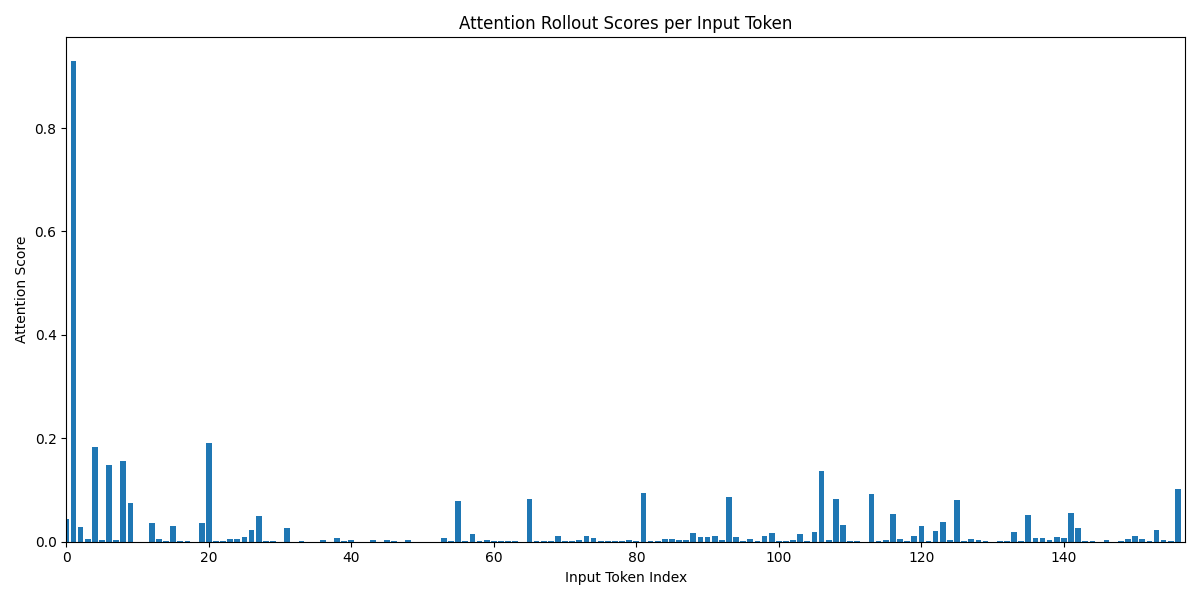 Attention Rollout Scores per Input Token
Attention Score
0.8
0.6
0.4
0.2
0.0
0 20 40 60 80 100 120 140
Input Token Index